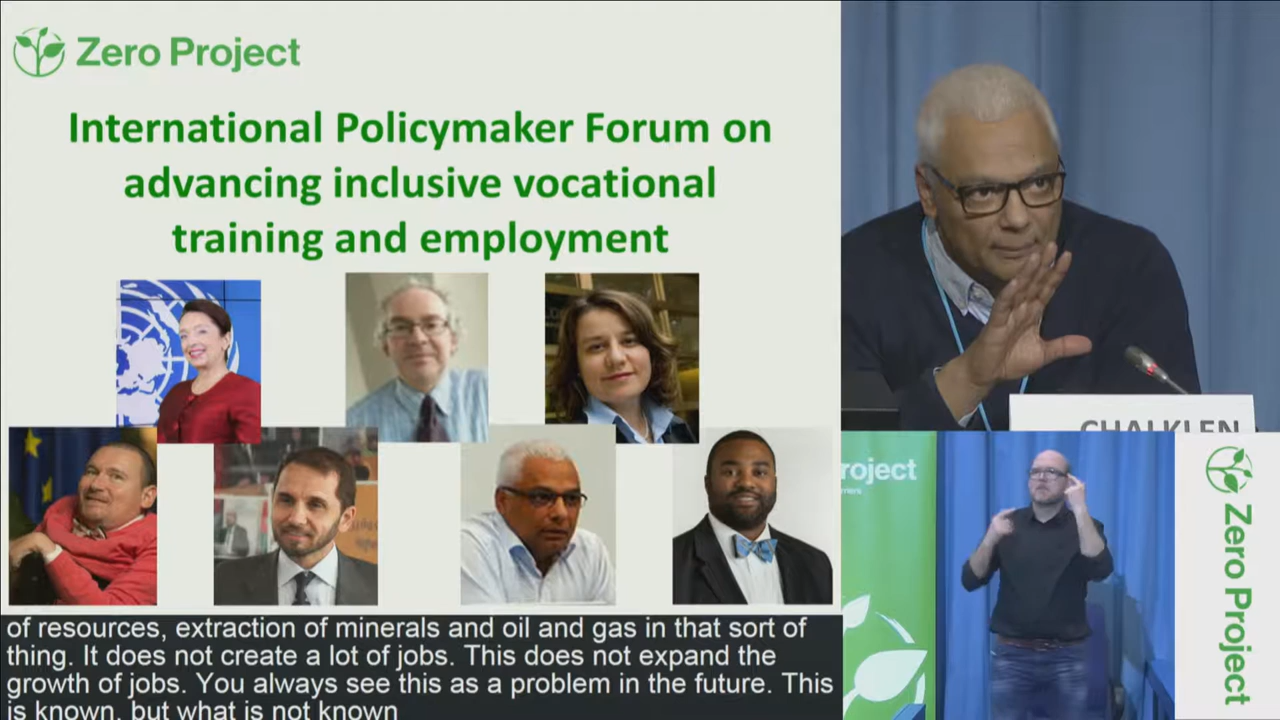 Zero Project
International Policymaker Forum on
advancing inclusive vocational
training and employment
CHALKLEN
roject
Zero Project
of resources, extraction of minerals and oil and gas in that sort of
thing. It does not create a lot of jobs. This does not expand the
growth of jobs. You always see this as a problem in the future. This
is known, but what is not known